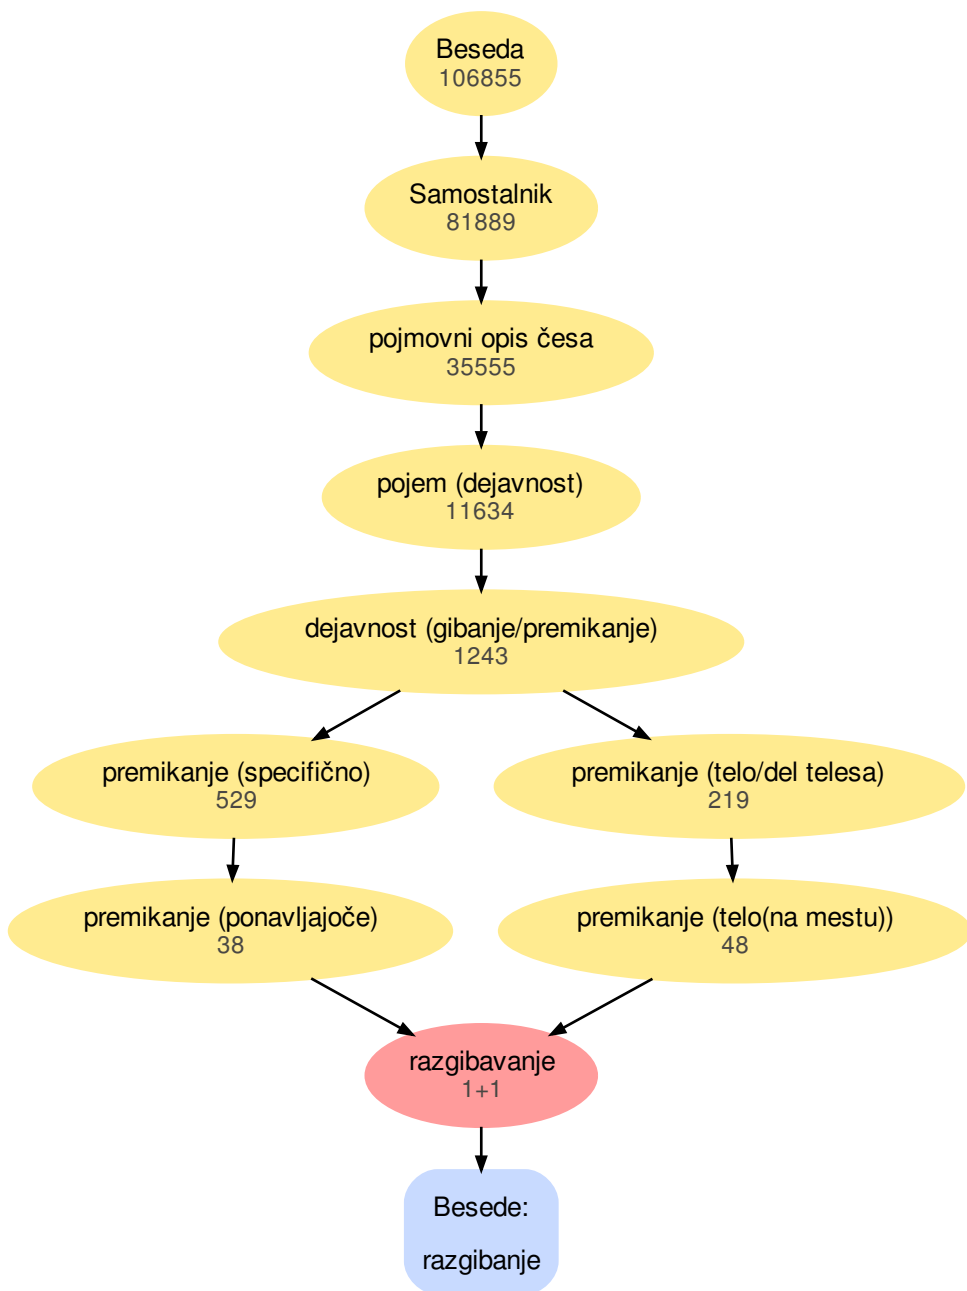 Beseda
106855
Samostalnik
81889
pojmovni opis česa
35555
pojem (dejavnost)
11634
dejavnost (gibanje/premikanje)
1243
premikanje (specifično)
529
premikanje (telo/del telesa)
219
premikanje (ponavljajoče)
38
premikanje (telo(na mestu))
48
razgibavanje
1+1
Besede:
razgibanje